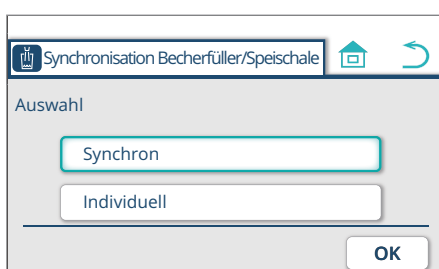 Synchronisation Becherfüller/Speischale
Auswahl
Synchron
Individuell
OK